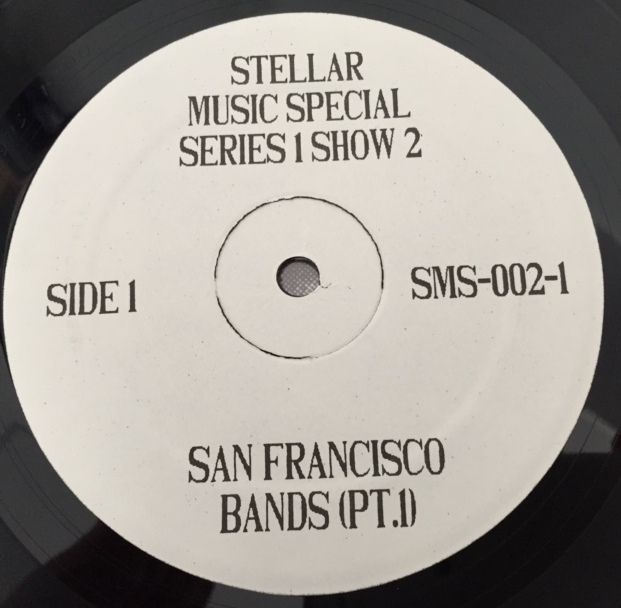 STELLAR
MUSIC SPECIAL
SERIES 1 SHOW 2
SIDE 1
SMS-002-1
SAN FRANCISCO
BANDS (PT.1)